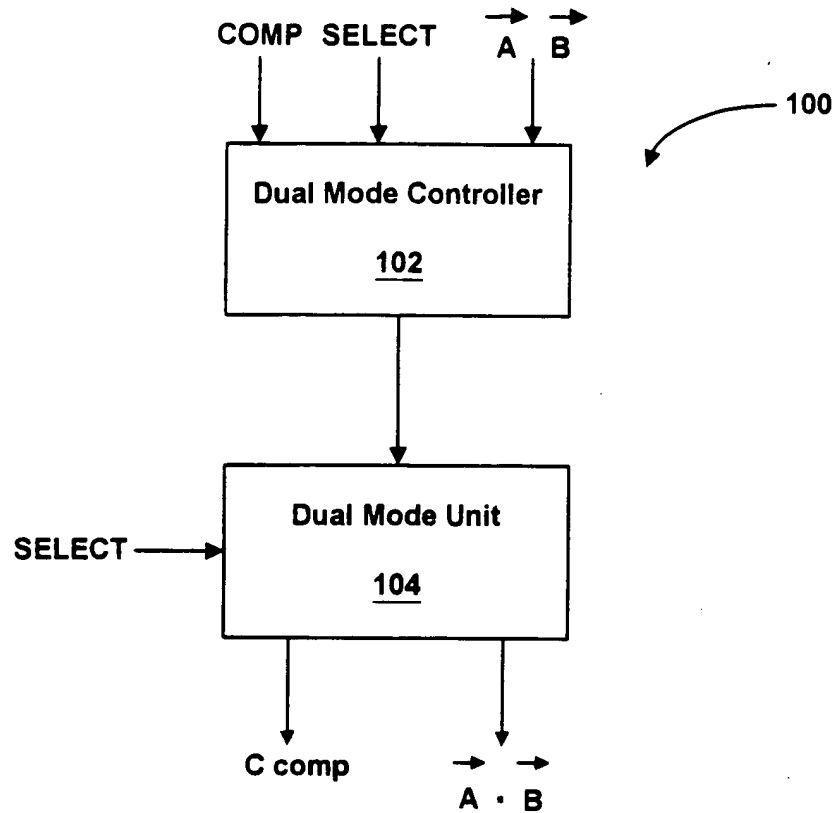 COMP SELECT A B
100
Dual Mode Controller
102
Dual Mode Unit
SELECT
104
C comp
A · B